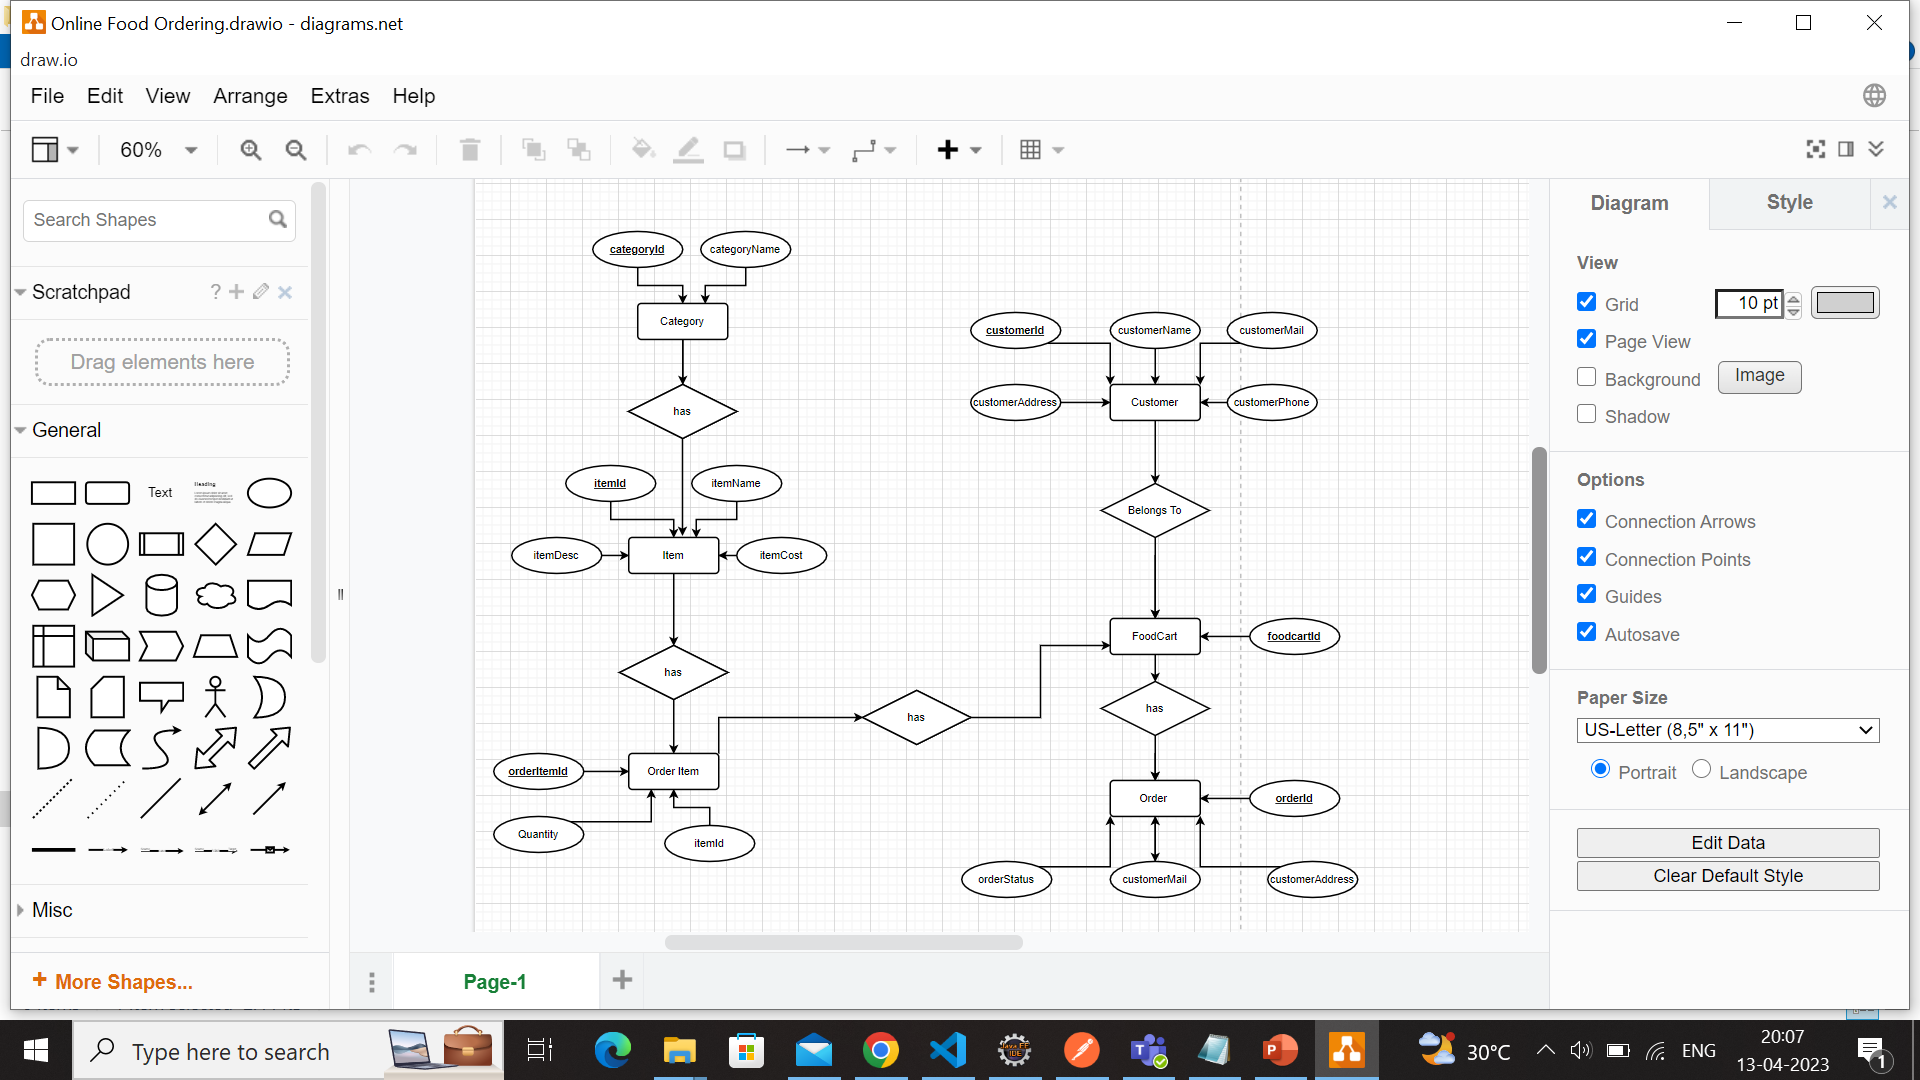 Online Food Ordering.drawio - diagrams.net
draw.io
File Edit View Arrange Extras Help
60%
Search Shapes
Scratchpad
?
Drag elements here
General
Text
Heading
Misc
+ More Shapes...
categoryId categoryName
Category
has
itemId itemName
itemDesc Item itemCost
has
orderItemId Order Item
Quantity itemId
has
customerId customerName customerMail
customerAddress Customer customerPhone
Belongs To
FoodCart foodcartId
has
Order orderId
orderStatus customerMail customerAddress
Page-1
Diagram Style
View
Grid 10 pt
Page View
Background Image
Shadow
Options
Connection Arrows
Connection Points
Guides
Autosave
Paper Size
US-Letter (8,5" x 11")
Portrait Landscape
Edit Data
Clear Default Style
Type here to search
30°C ENG
20:07
13-04-2023
1